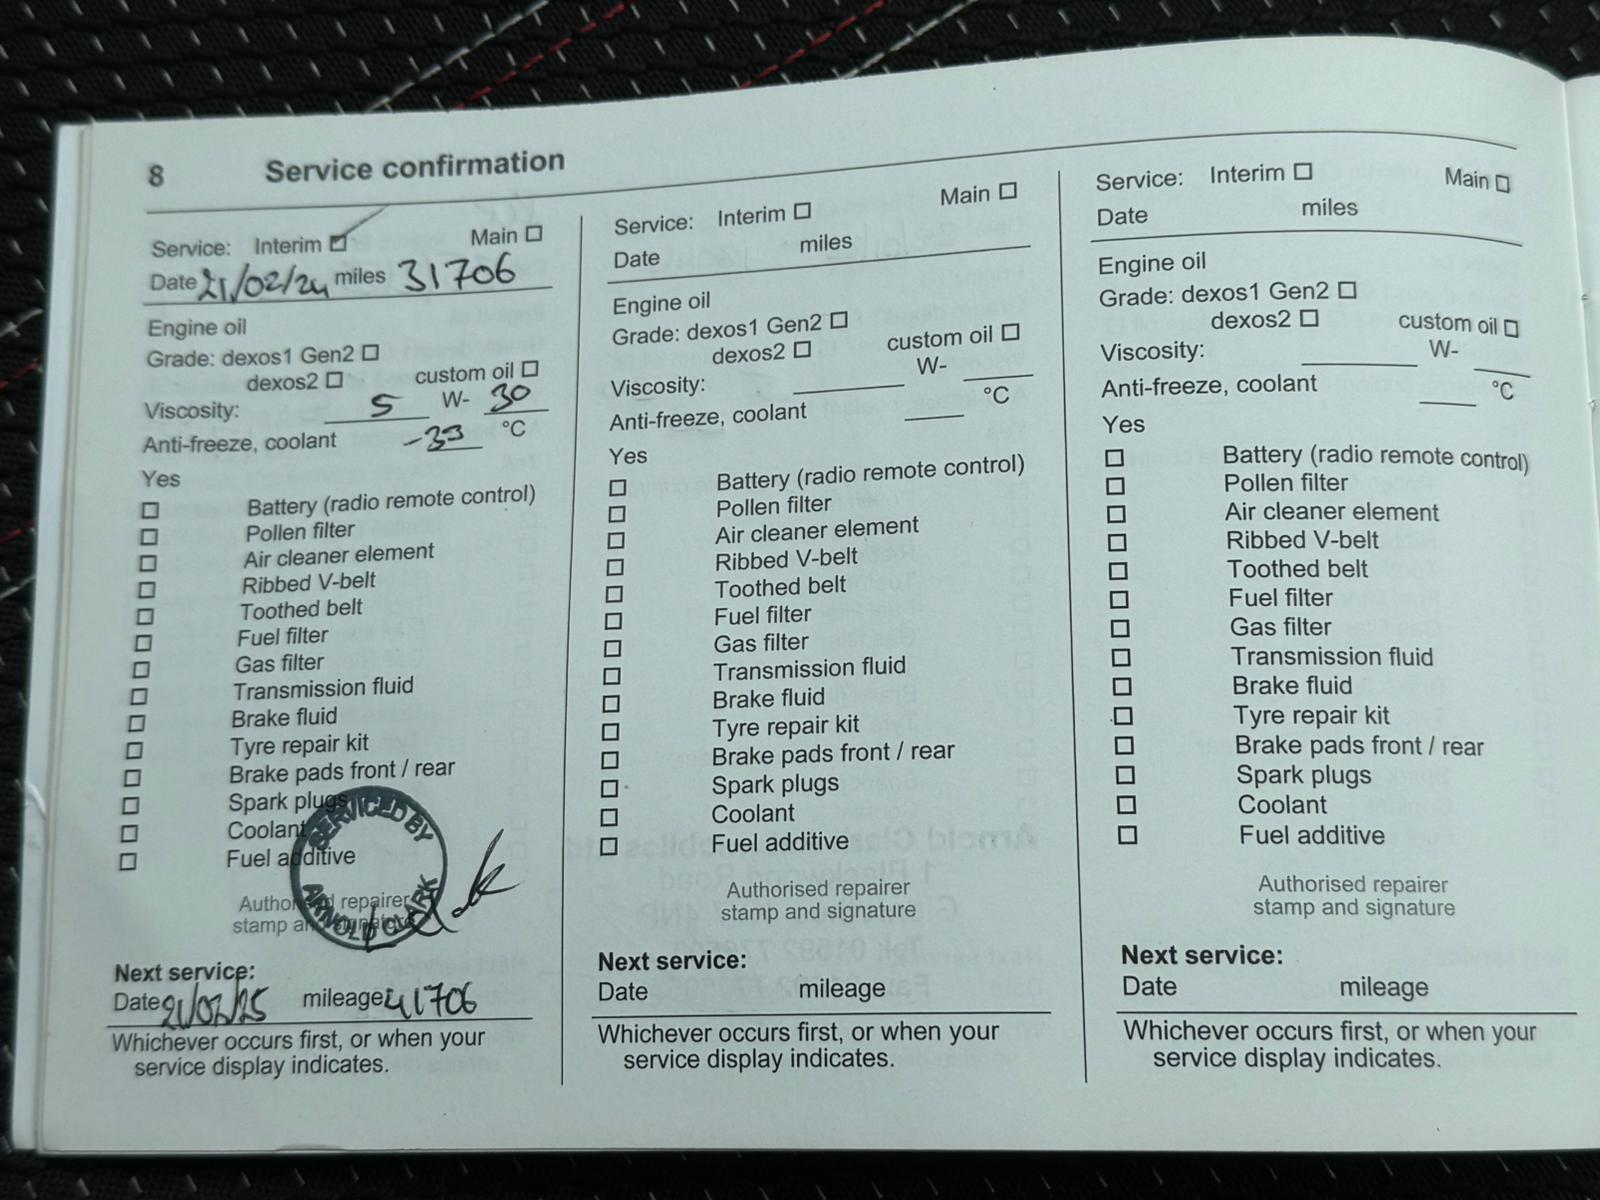 8 Service confirmation
Service: Interim Main
Date 21/02/24 miles 31706
Engine oil
Grade: dexos1 Gen2
dexos2 custom oil
Viscosity: 5 W- 30
Anti-freeze, coolant -33 °C
Yes
Battery (radio remote control)
Pollen filter
Air cleaner element
Ribbed V-belt
Toothed belt
Fuel filter
Gas filter
Transmission fluid
Brake fluid
Tyre repair kit
Brake pads front / rear
Spark plugs
Coolant
Fuel additive
SERVICED BY
ARNOLD CLARK
Authorised repairer
stamp and signature
Next service:
Date 21/02/25 mileage 41706
Whichever occurs first, or when your
service display indicates.
Service: Interim Main
Date miles
Engine oil
Grade: dexos1 Gen2
dexos2 custom oil
Viscosity: W-
Anti-freeze, coolant °C
Yes
Battery (radio remote control)
Pollen filter
Air cleaner element
Ribbed V-belt
Toothed belt
Fuel filter
Gas filter
Transmission fluid
Brake fluid
Tyre repair kit
Brake pads front / rear
Spark plugs
Coolant
Fuel additive
Authorised repairer
stamp and signature
Next service:
Date mileage
Whichever occurs first, or when your
service display indicates.
Service: Interim Main
Date miles
Engine oil
Grade: dexos1 Gen2
dexos2 custom oil
Viscosity: W-
Anti-freeze, coolant °C
Yes
Battery (radio remote control)
Pollen filter
Air cleaner element
Ribbed V-belt
Toothed belt
Fuel filter
Gas filter
Transmission fluid
Brake fluid
Tyre repair kit
Brake pads front / rear
Spark plugs
Coolant
Fuel additive
Authorised repairer
stamp and signature
Next service:
Date mileage
Whichever occurs first, or when your
service display indicates.